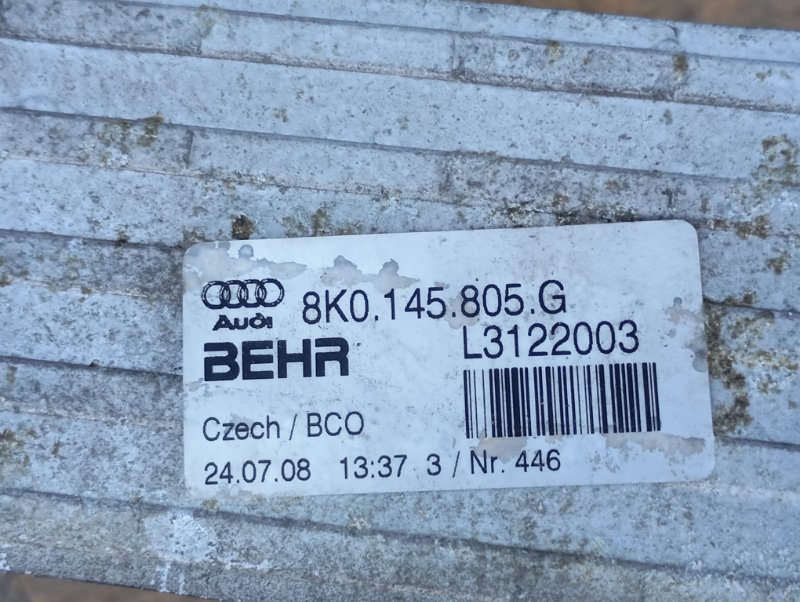 8K0.145.805.G
Audi
L3122003
BEHR
Czech / BCO
24.07.08 13:37 3 / Nr. 446